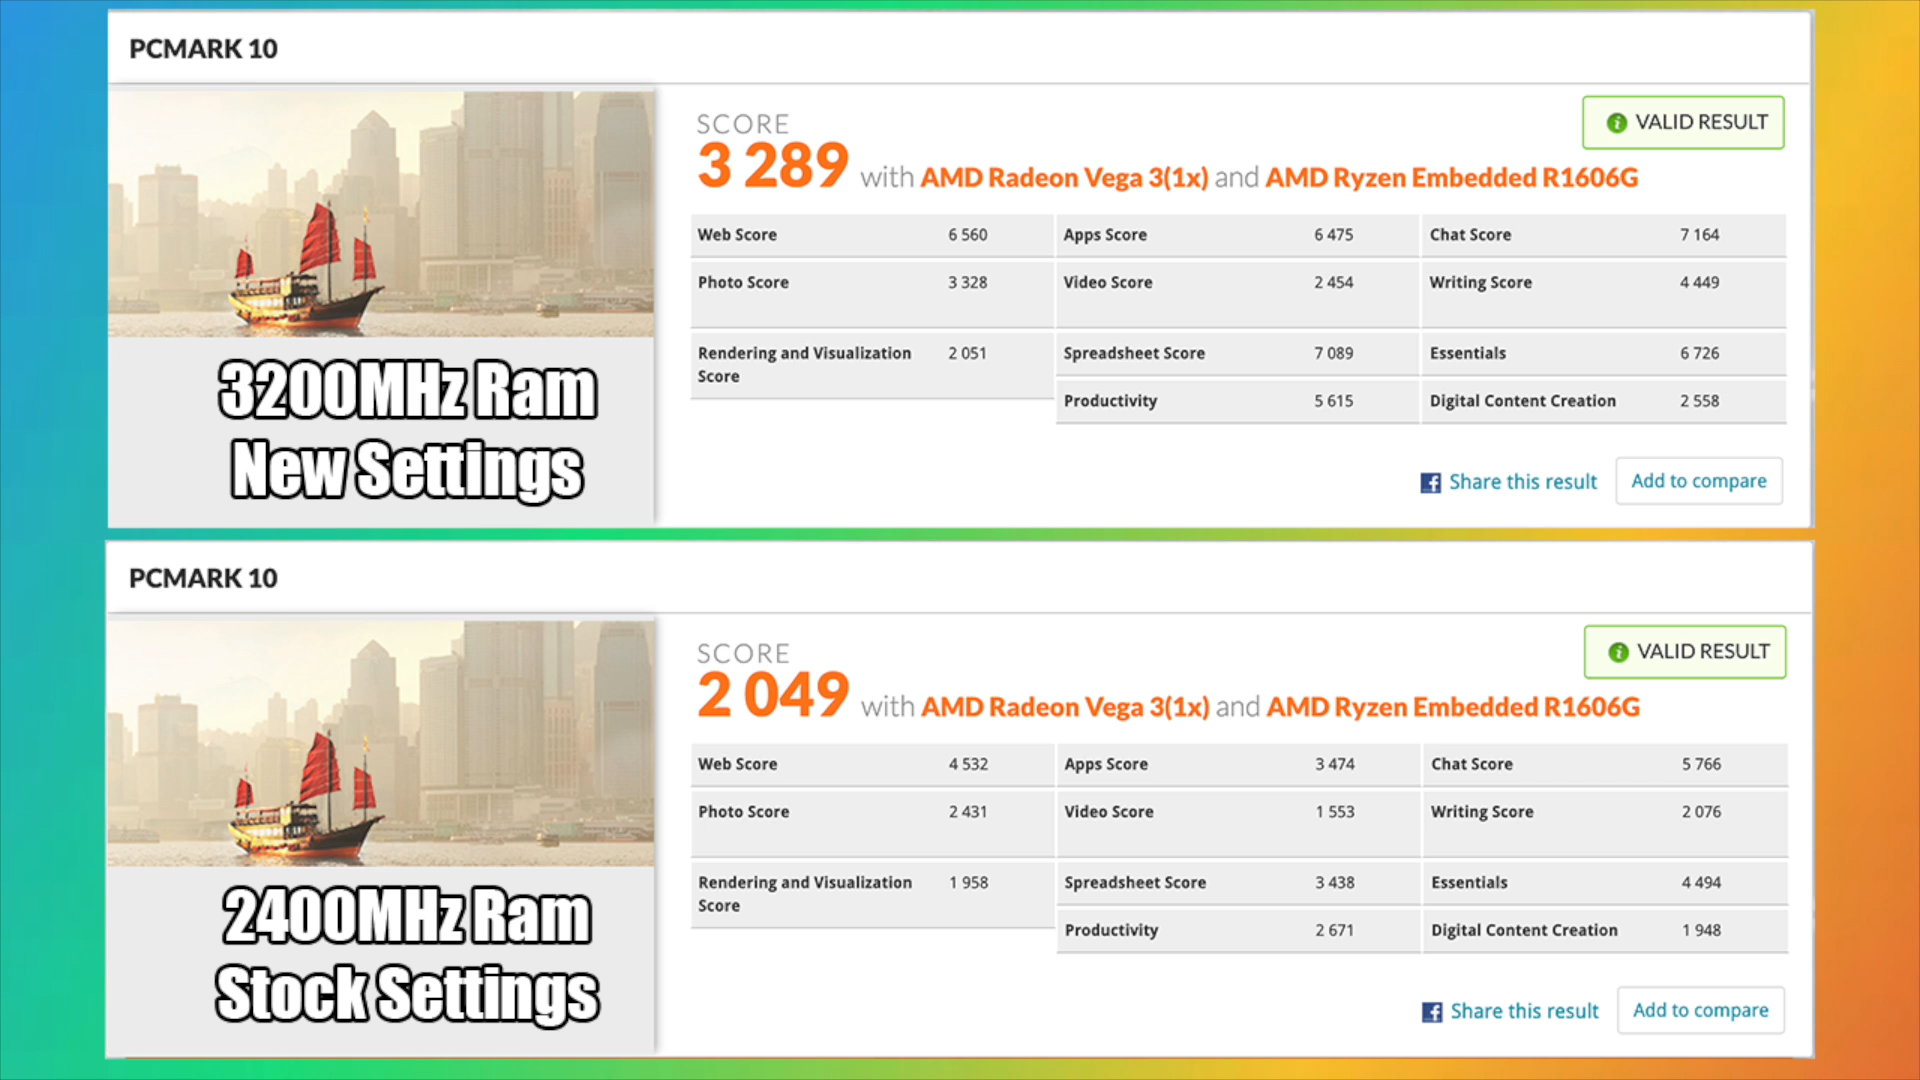 PCMARK 10
SCORE
VALID RESULT
3 289 with AMD Radeon Vega 3(1x) and AMD Ryzen Embedded R1606G
Web Score 6 560 Apps Score 6 475 Chat Score 7 164
Photo Score 3 328 Video Score 2 454 Writing Score 4 449
Rendering and Visualization Score 2 051 Spreadsheet Score 7 089 Essentials 6 726
Productivity 5 615 Digital Content Creation 2 558
3200MHz Ram
New Settings
Share this result Add to compare
PCMARK 10
SCORE
VALID RESULT
2 049 with AMD Radeon Vega 3(1x) and AMD Ryzen Embedded R1606G
Web Score 4 532 Apps Score 3 474 Chat Score 5 766
Photo Score 2 431 Video Score 1 553 Writing Score 2 076
Rendering and Visualization Score 1 958 Spreadsheet Score 3 438 Essentials 4 494
Productivity 2 671 Digital Content Creation 1 948
2400MHz Ram
Stock Settings
Share this result Add to compare